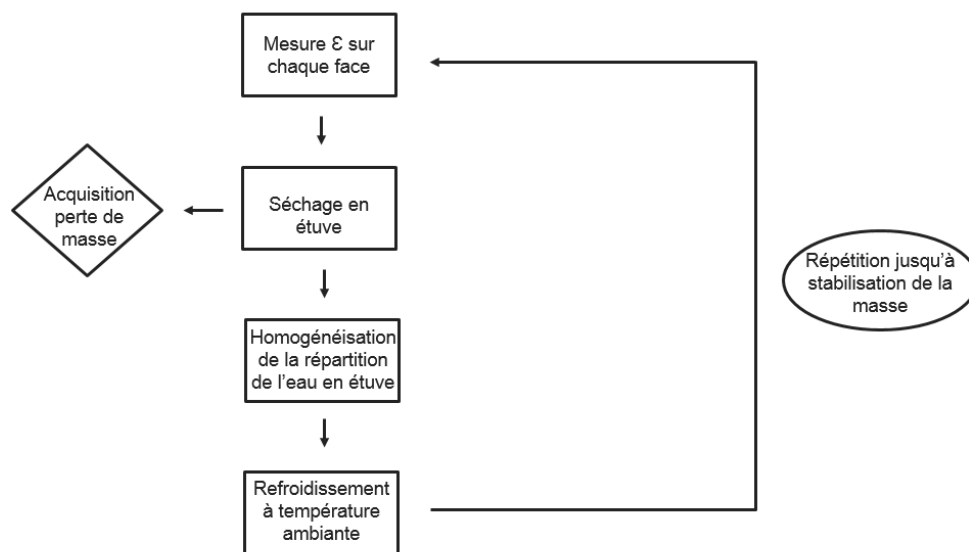 Mesure Ɛ sur
chaque face
Acquisition
perte de
masse
Séchage en
étuve
Répétition jusqu'à
stabilisation de la
masse
Homogénéisation
de la répartition
de l'eau en étuve
Refroidissement
à température
ambiante